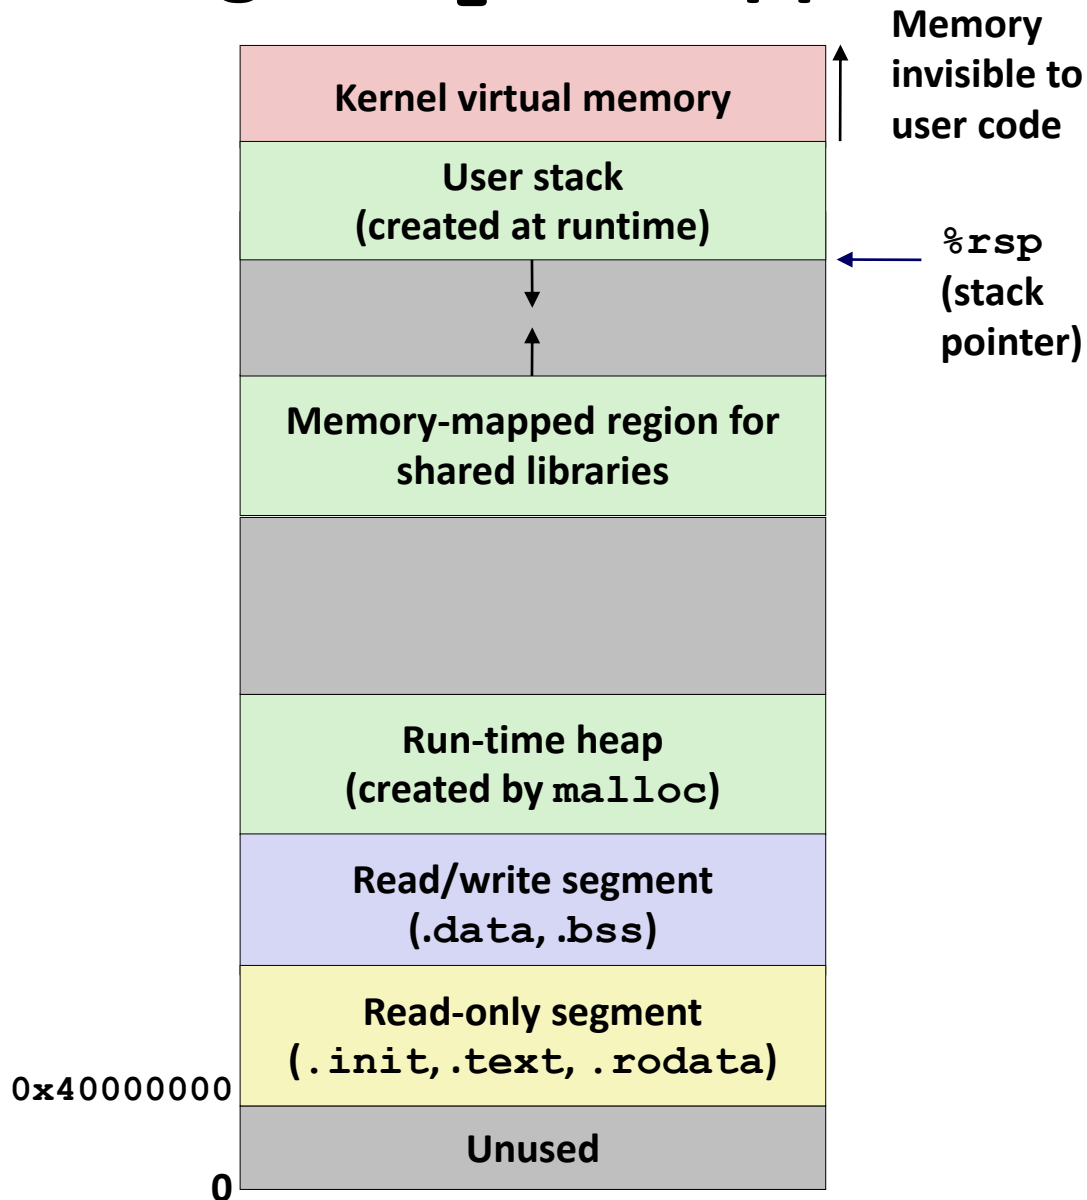 Memory
invisible to
user code
Kernel virtual memory
User stack
(created at runtime)
%rsp
(stack
pointer)
Memory-mapped region for
shared libraries
Run-time heap
(created by malloc)
Read/write segment
(.data, .bss)
Read-only segment
(.init, .text, .rodata)
0x40000000
Unused
0